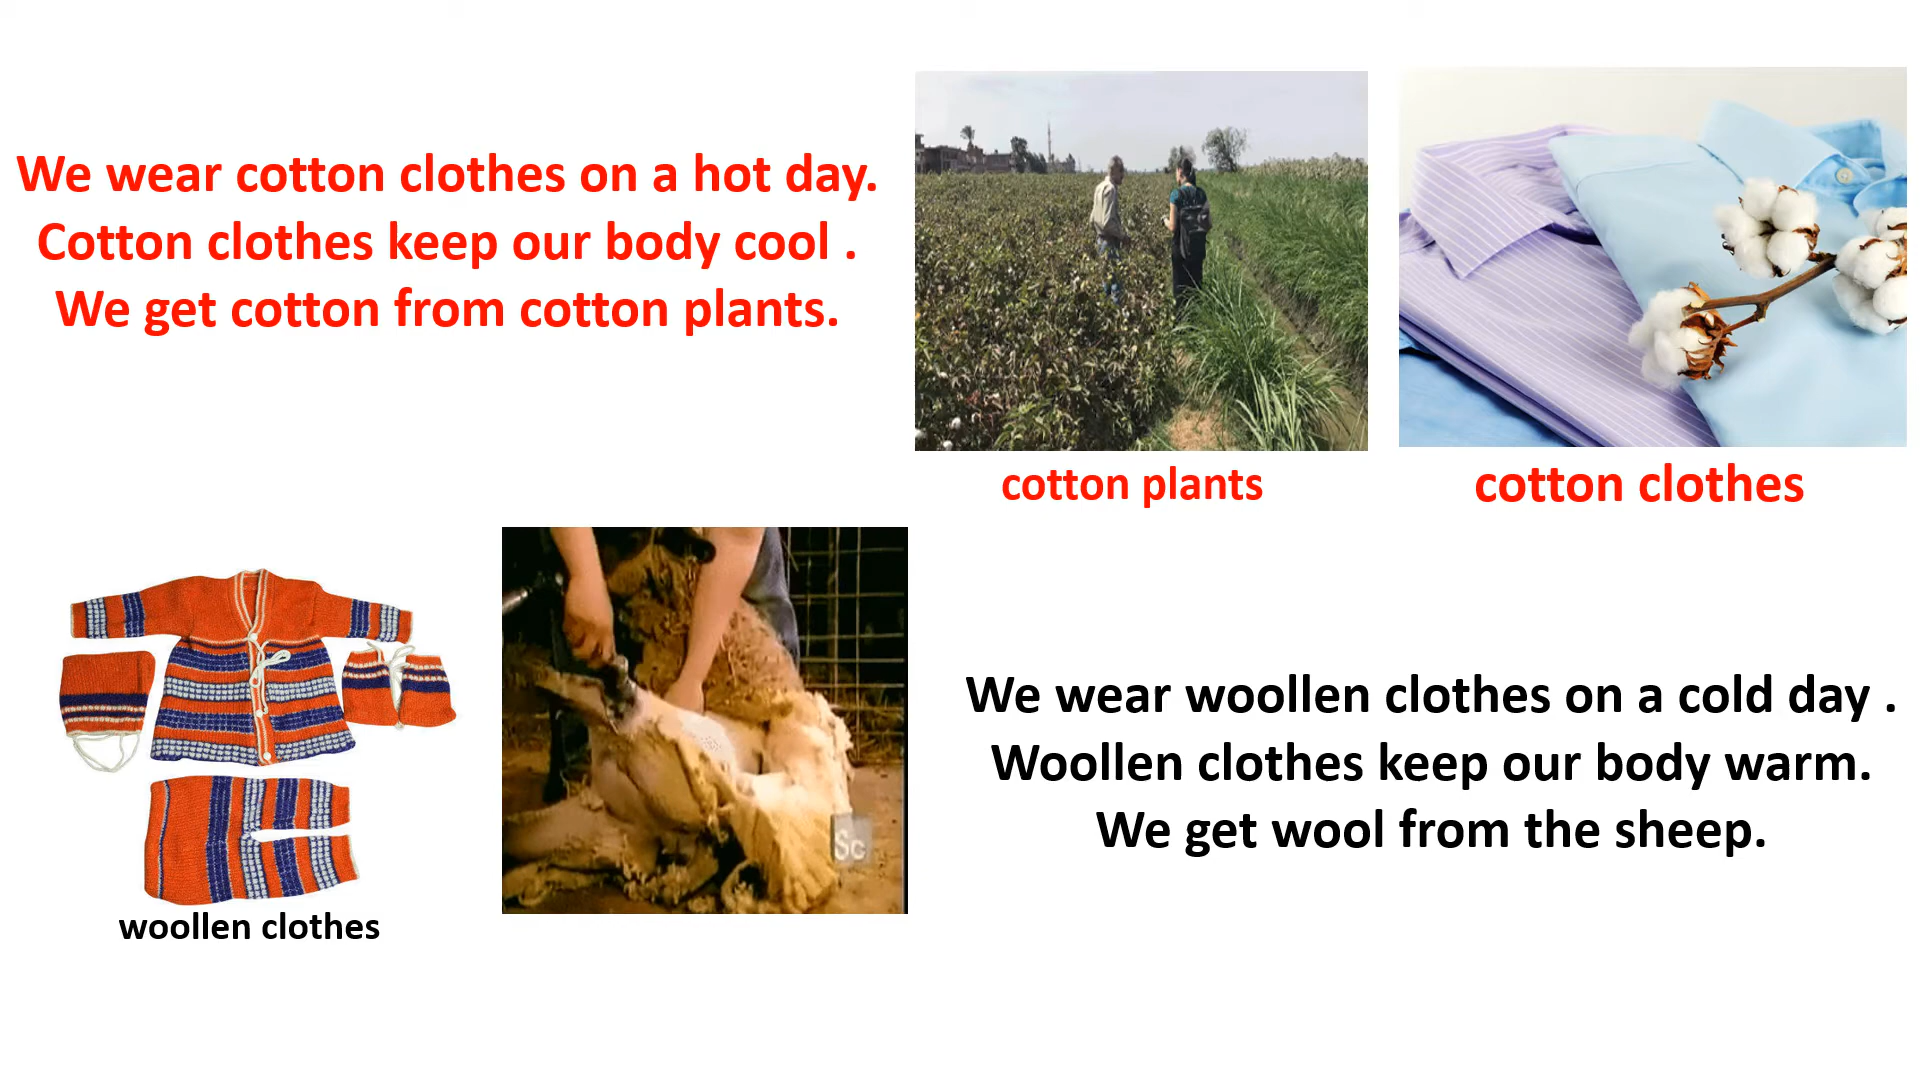 We wear cotton clothes on a hot day.
Cotton clothes keep our body cool .
We get cotton from cotton plants.
cotton plants
cotton clothes
woollen clothes
Sc
We wear woollen clothes on a cold day .
Woollen clothes keep our body warm.
We get wool from the sheep.